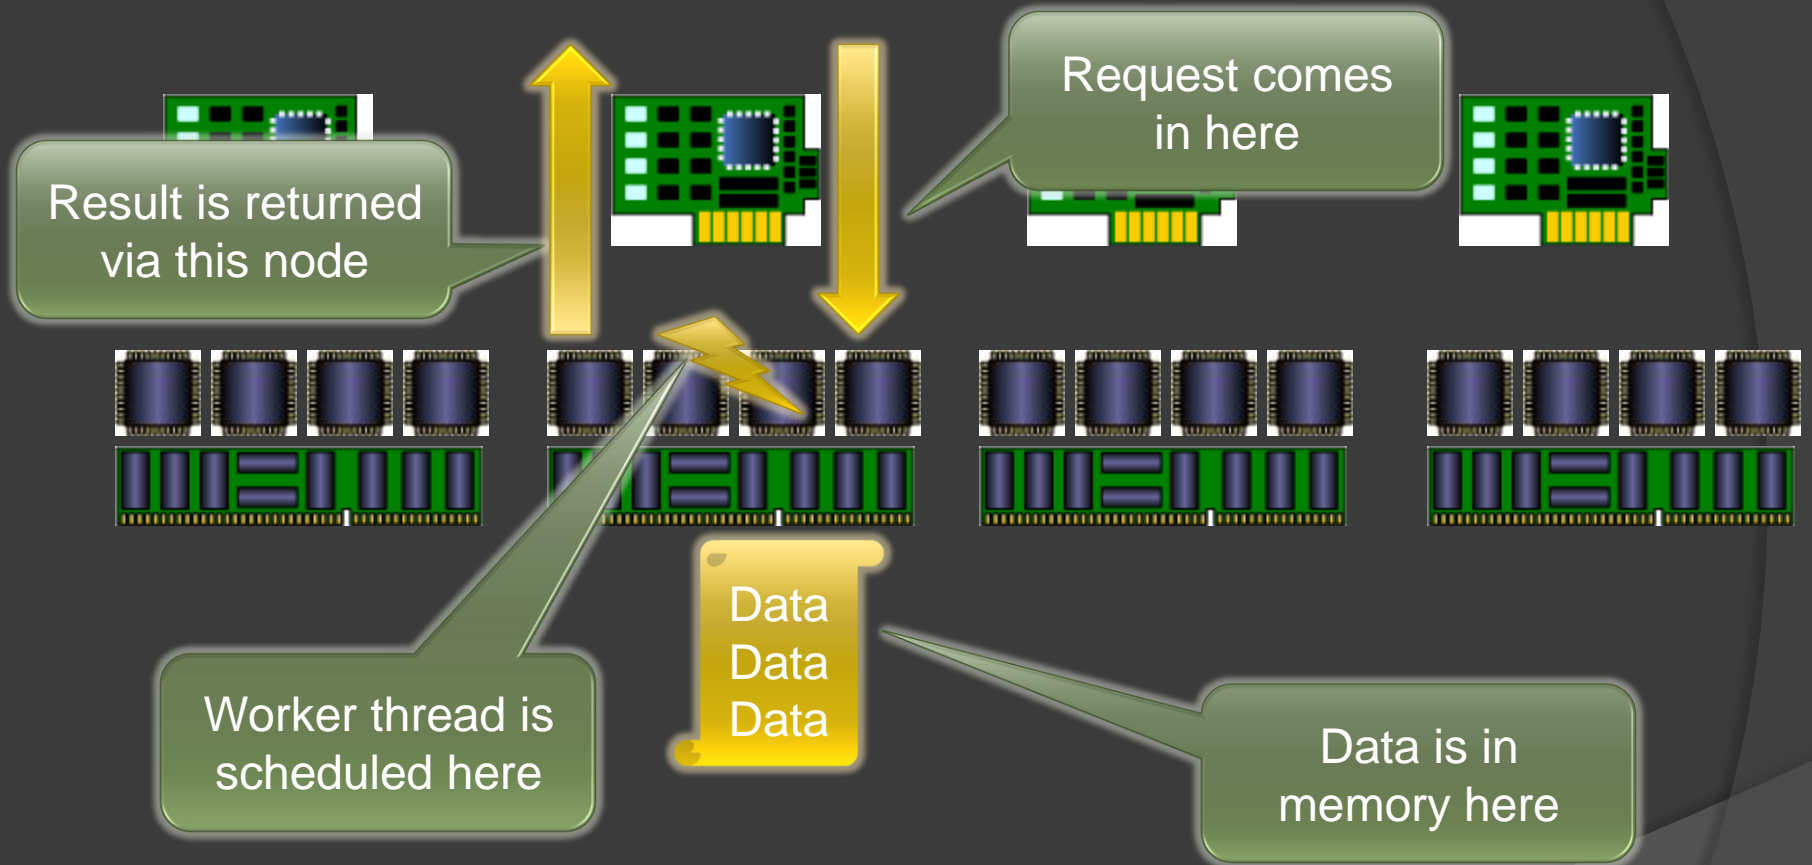 Request comes
in here
Result is returned
via this node
Data
Data
Data
Worker thread is
scheduled here
Data is in
memory here